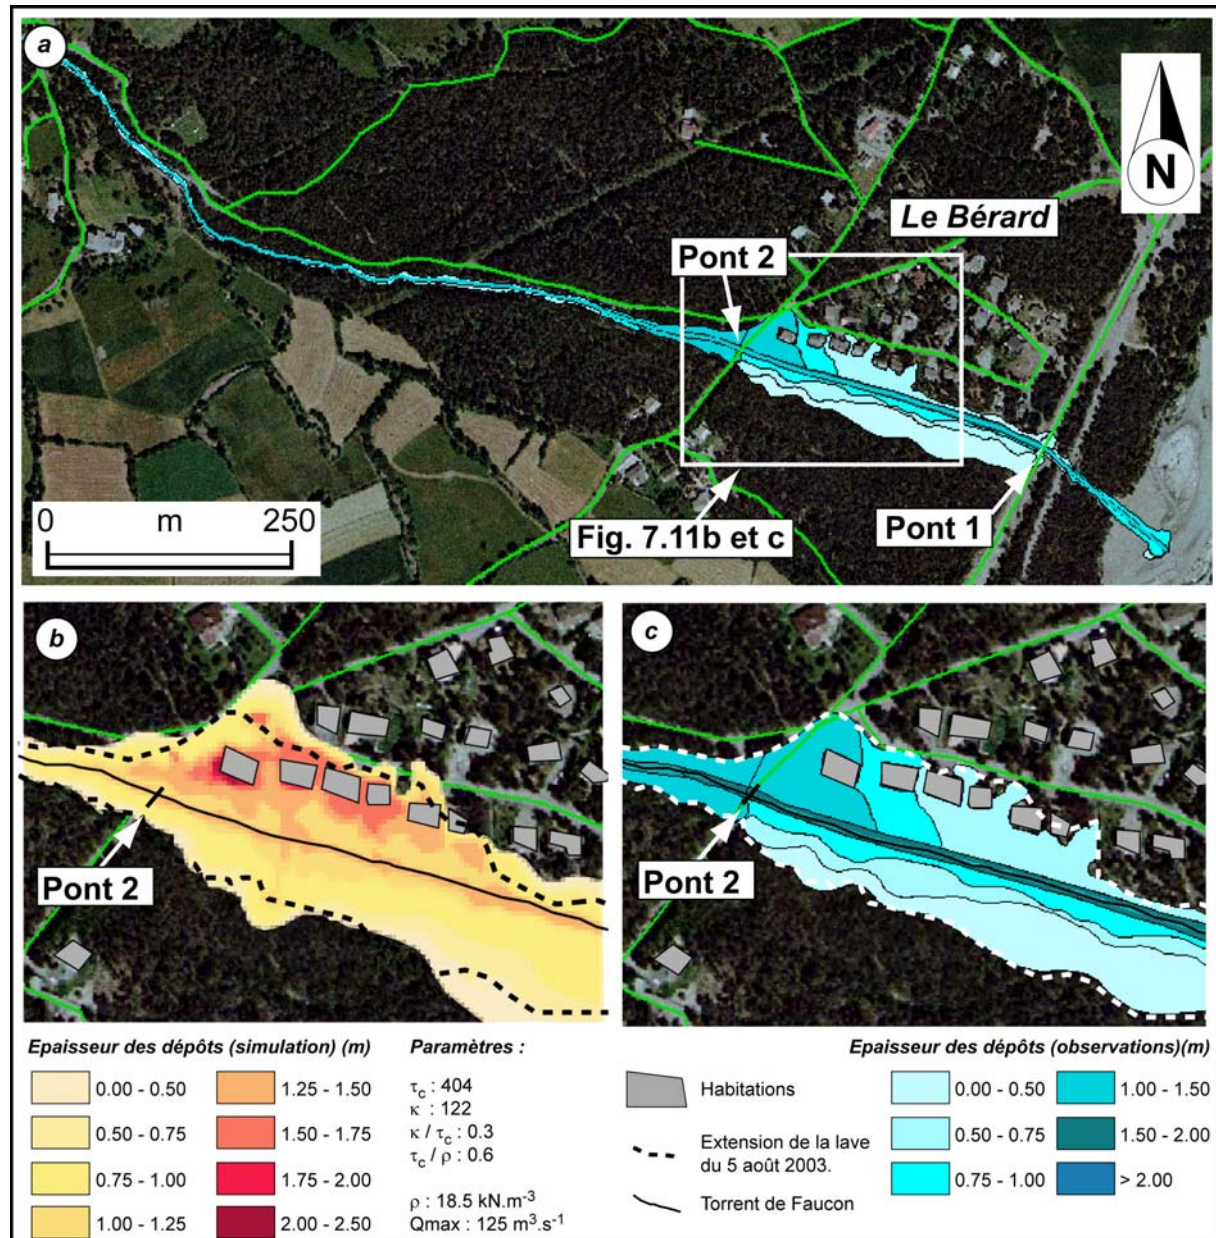 a
N
Le Bérard
Pont 2
Fig. 7.11b et c
Pont 1
0 m 250
b
Pont 2
c
Pont 2
Epaisseur des dépôts (simulation) (m)
0.00 - 0.50
0.50 - 0.75
0.75 - 1.00
1.00 - 1.25
1.25 - 1.50
1.50 - 1.75
1.75 - 2.00
2.00 - 2.50
Paramètres :
τc : 404
κ : 122
κ / τc : 0.3
τc / ρ : 0.6
ρ : 18.5 kN.m-3
Qmax : 125 m3.s-1
Habitations
Extension de la lave
du 5 août 2003.
Torrent de Faucon
Epaisseur des dépôts (observations)(m)
0.00 - 0.50
0.50 - 0.75
0.75 - 1.00
1.00 - 1.50
1.50 - 2.00
> 2.00